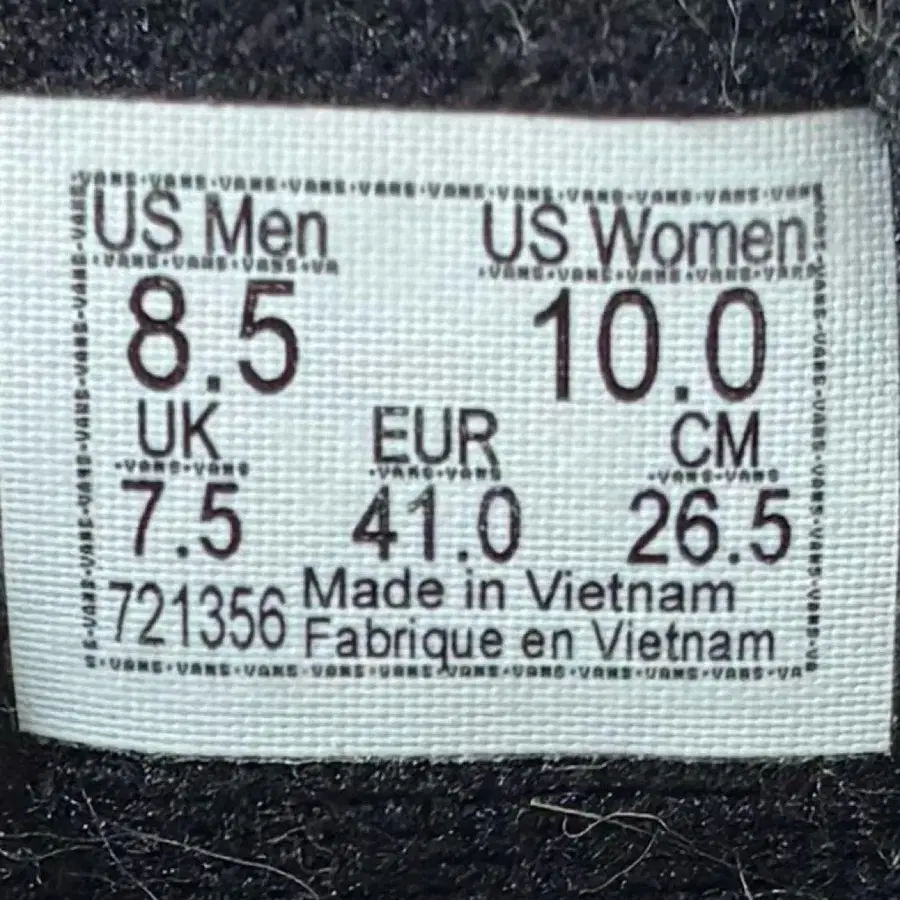 US Men US Women
8.5 10.0
UK EUR CM
7.5 41.0 26.5
721356 Made in Vietnam
Fabrique en Vietnam